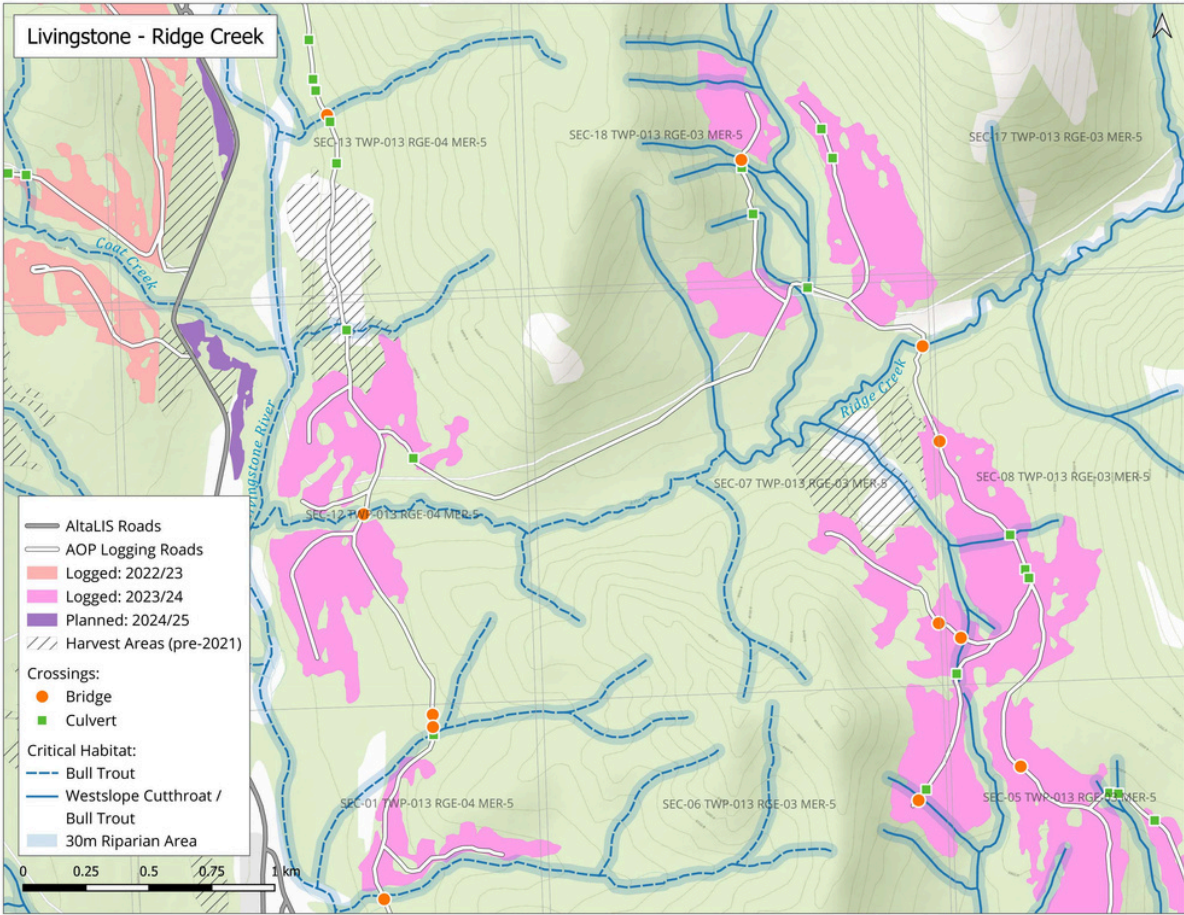 Livingstone - Ridge Creek
SEC-13 TWP-013 RGE-04 MER-5
SEC-18 TWP-013 RGE-03 MER-5
SEC-17 TWP-013 RGE-03 MER-5
Coat Creek
Ridge Creek
Livingstone River
SEC-07 TWP-013 RGE-03 MER-5
SEC-08 TWP-013 RGE-03 MER-5
SEC-12 TWP-013 RGE-04 MER-5
SEC-01 TWP-013 RGE-04 MER-5
SEC-06 TWP-013 RGE-03 MER-5
SEC-05 TWP-013 RGE-03 MER-5
AltaLIS Roads
AOP Logging Roads
Logged: 2022/23
Logged: 2023/24
Planned: 2024/25
Harvest Areas (pre-2021)
Crossings:
Bridge
Culvert
Critical Habitat:
Bull Trout
Westslope Cutthroat /
Bull Trout
30m Riparian Area
0 0.25 0.5 0.75 1 km